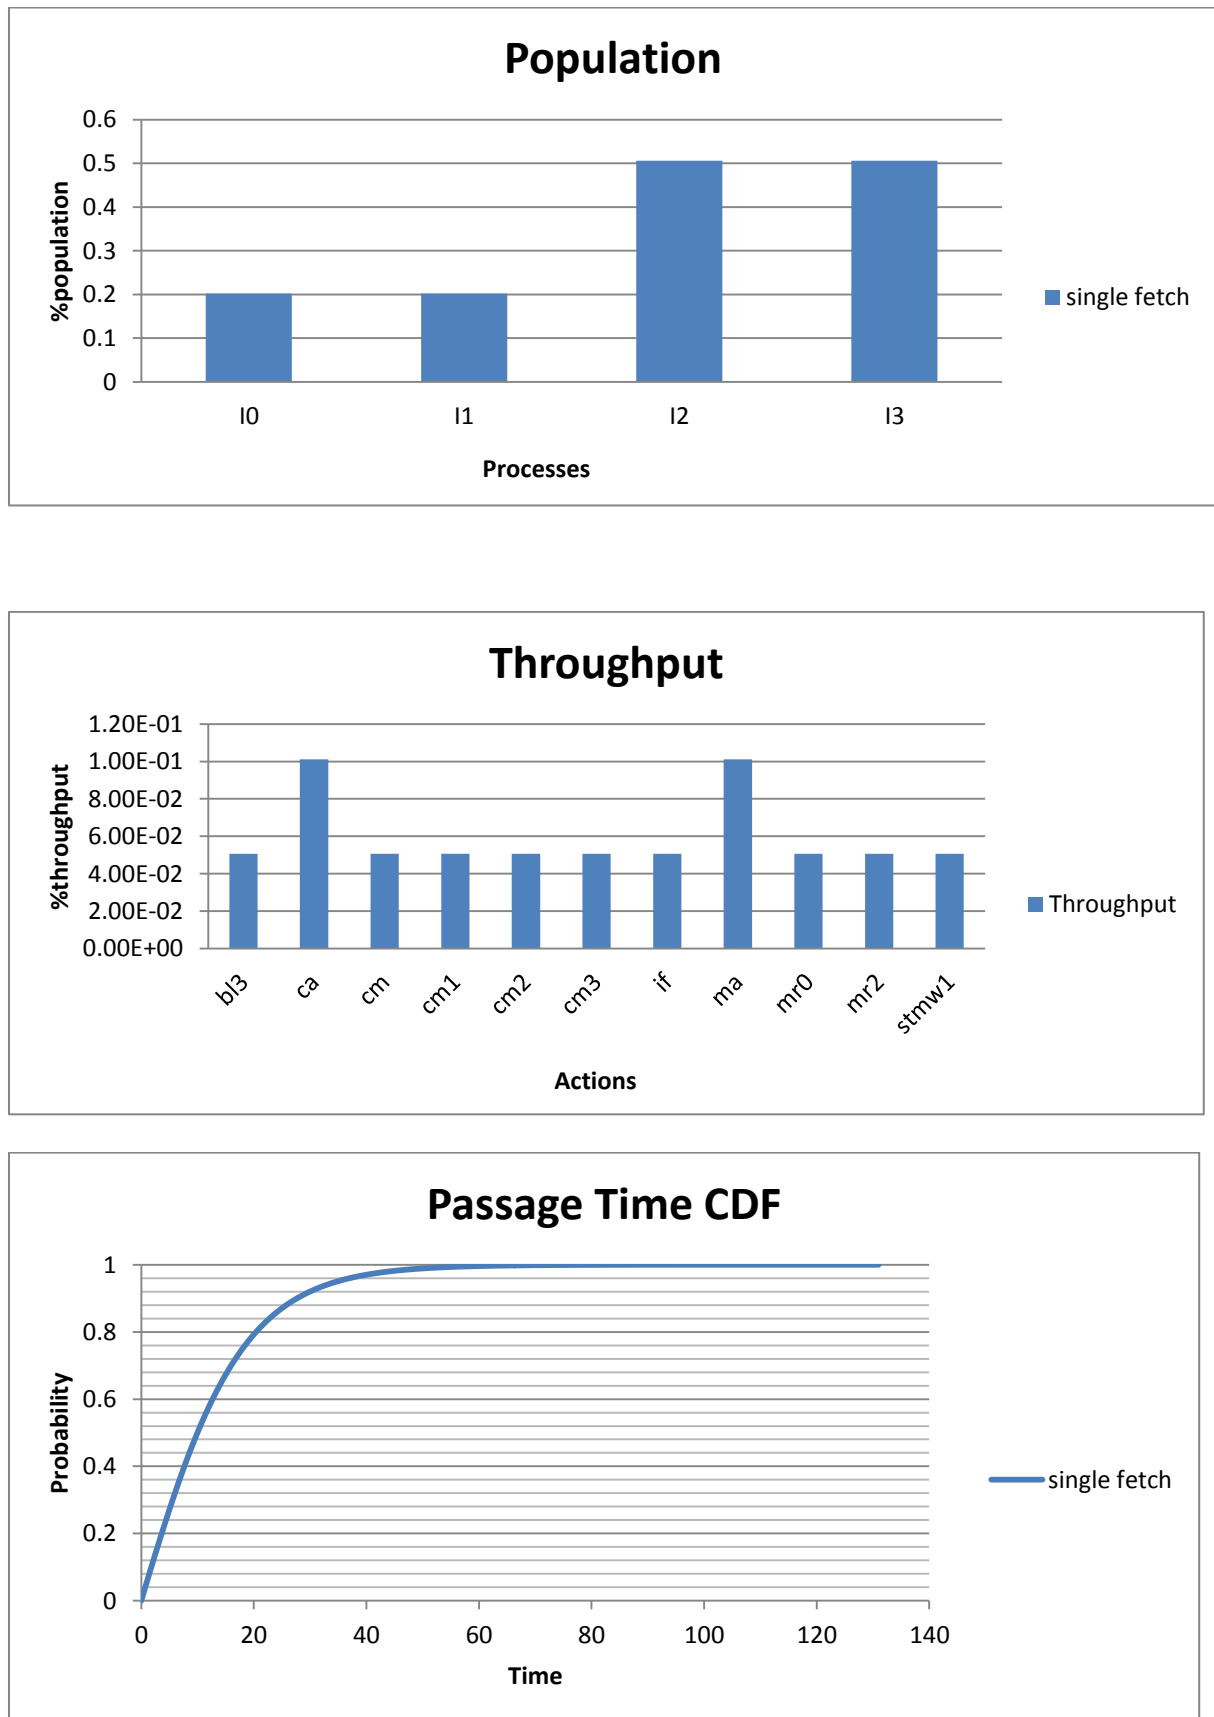 Population
0.6
0.5
0.4
0.3
0.2
0.1
0
%population
I0 I1 I2 I3
Processes
single fetch
Throughput
1.20E-01
1.00E-01
8.00E-02
6.00E-02
4.00E-02
2.00E-02
0.00E+00
%throughput
bl3 ca cm cm1 cm2 cm3 if ma mr0 mr2 stmw1
Actions
Throughput
Passage Time CDF
1
0.8
0.6
0.4
0.2
0
Probability
0 20 40 60 80 100 120 140
Time
single fetch